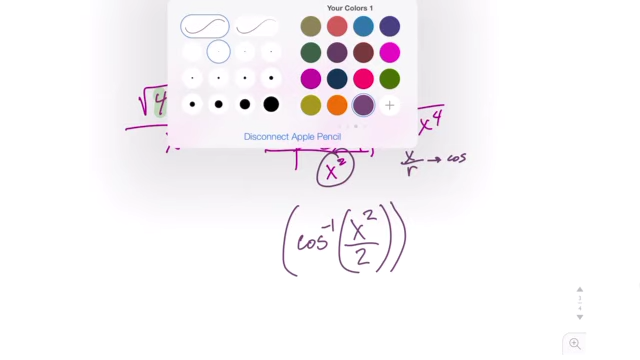 Your Colors 1
√4
x⁴
Disconnect Apple Pencil
x²
x/r → cos
(cos⁻¹(x²/2))